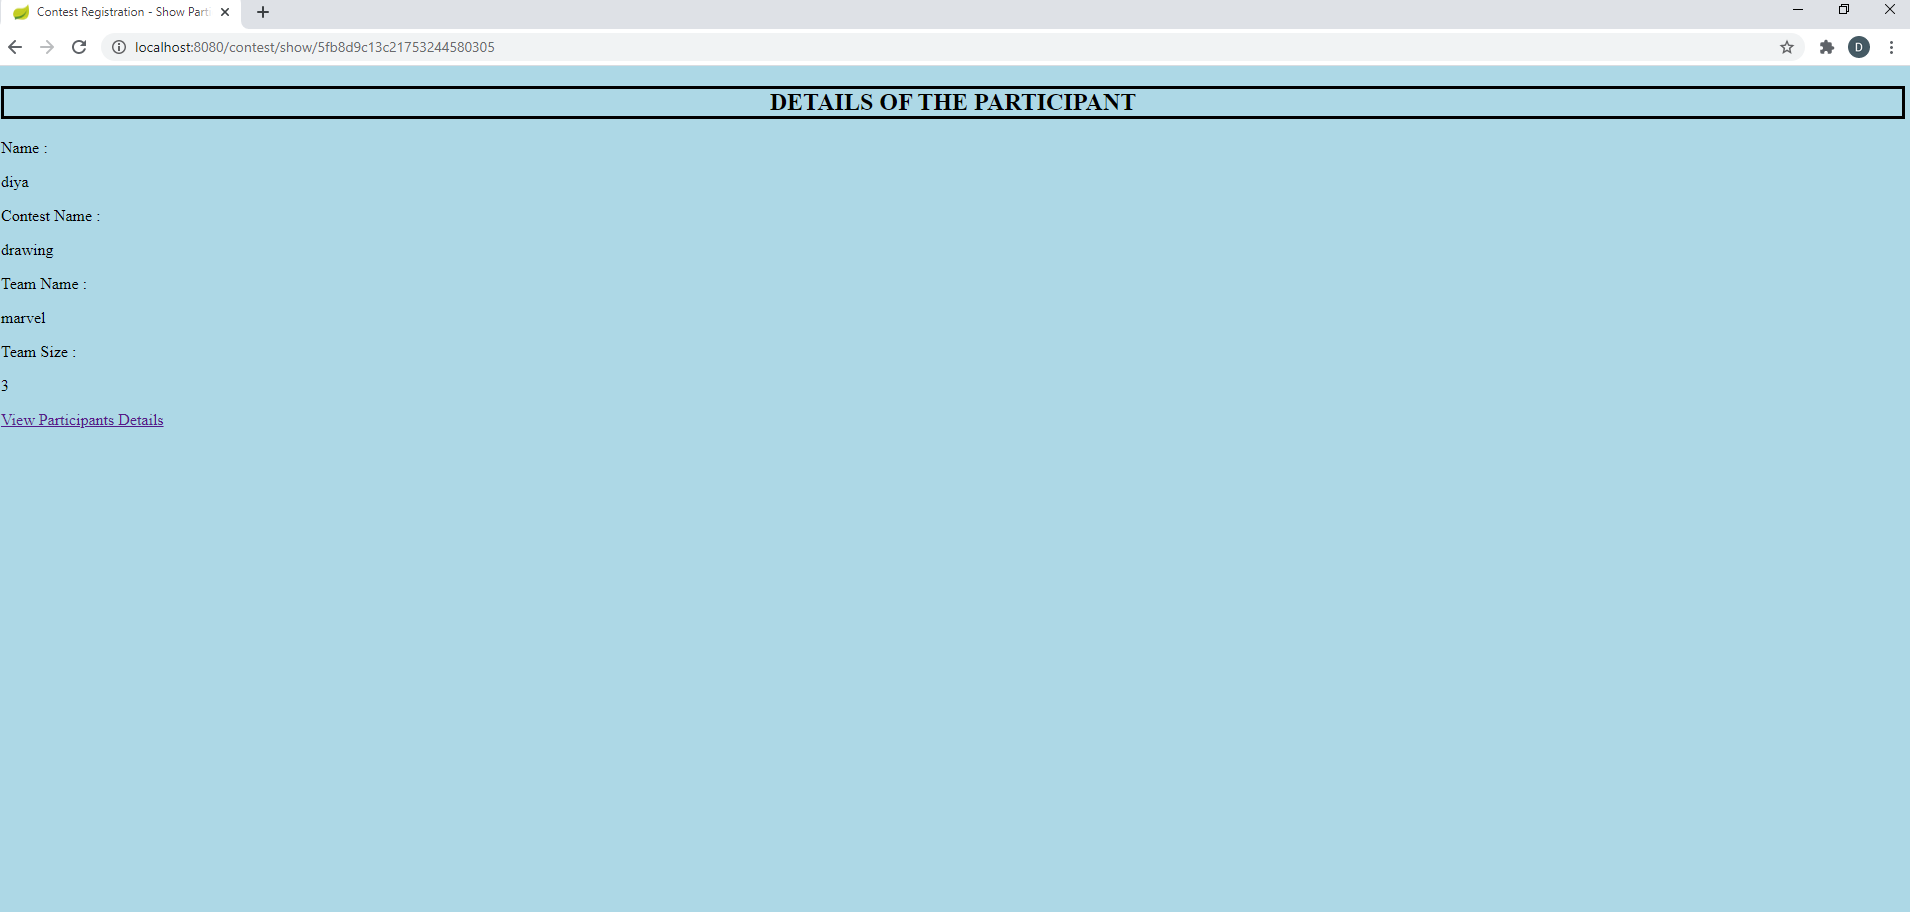 Contest Registration - Show Part
localhost:8080/contest/show/5fb8d9c13c21753244580305
D
DETAILS OF THE PARTICIPANT
Name :
diya
Contest Name :
drawing
Team Name :
marvel
Team Size :
3
View Participants Details